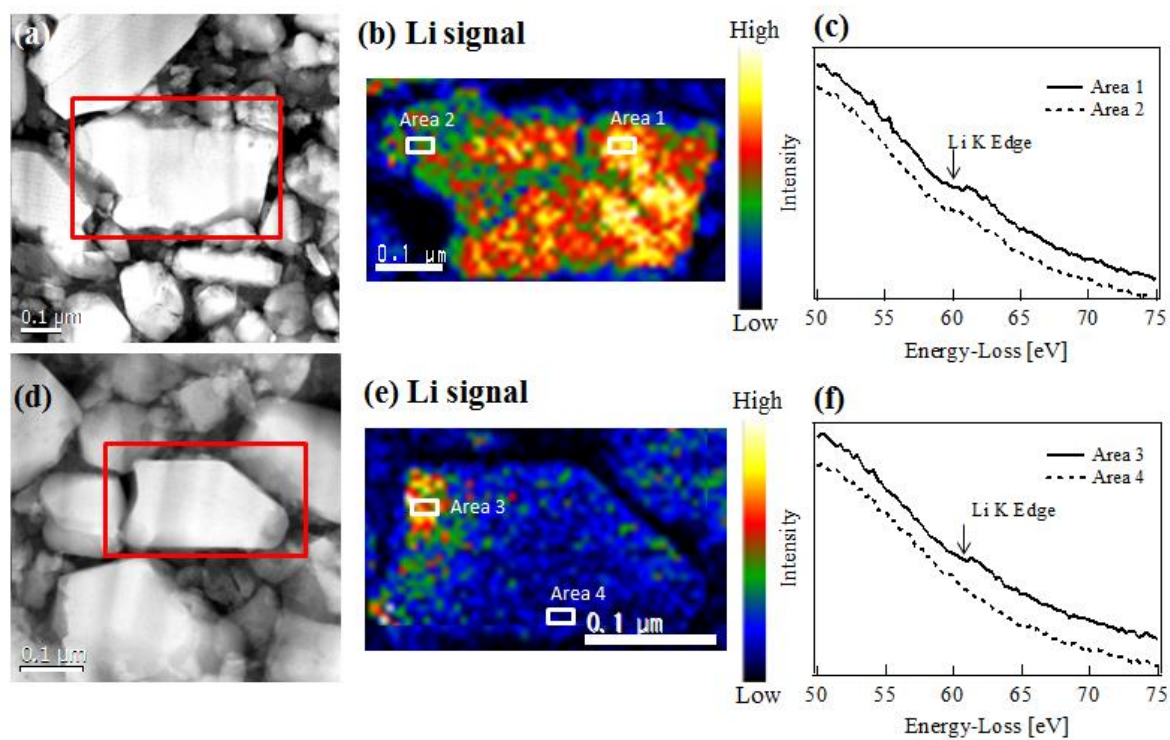 (a)
0.1 μm
(b) Li signal
Area 2
Area 1
0.1 μm
High
Intensity
Low
(c)
Area 1
Area 2
Li K Edge
50 55 60 65 70 75
Energy-Loss [eV]
(d)
0.1 μm
(e) Li signal
Area 3
Area 4
0.1 μm
High
Intensity
Low
(f)
Area 3
Area 4
Li K Edge
50 55 60 65 70 75
Energy-Loss [eV]